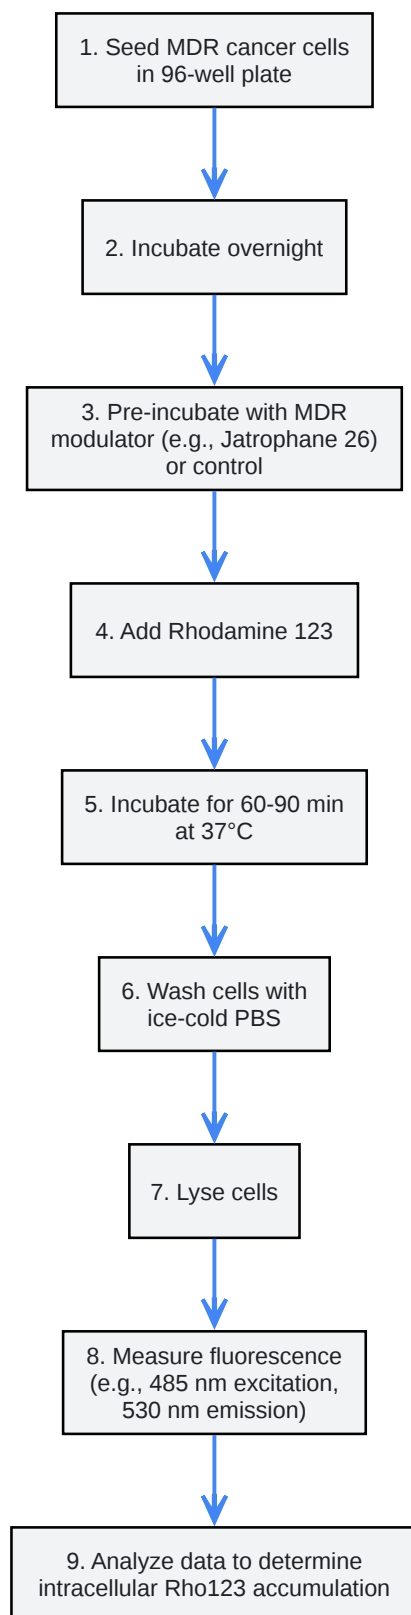 1. Seed MDR cancer cells
in 96-well plate
2. Incubate overnight
3. Pre-incubate with MDR
modulator (e.g., Jatrophane 26)
or control
4. Add Rhodamine 123
5. Incubate for 60-90 min
at 37°C
6. Wash cells with
ice-cold PBS
7. Lyse cells
8. Measure fluorescence
(e.g., 485 nm excitation,
530 nm emission)
9. Analyze data to determine
intracellular Rho123 accumulation